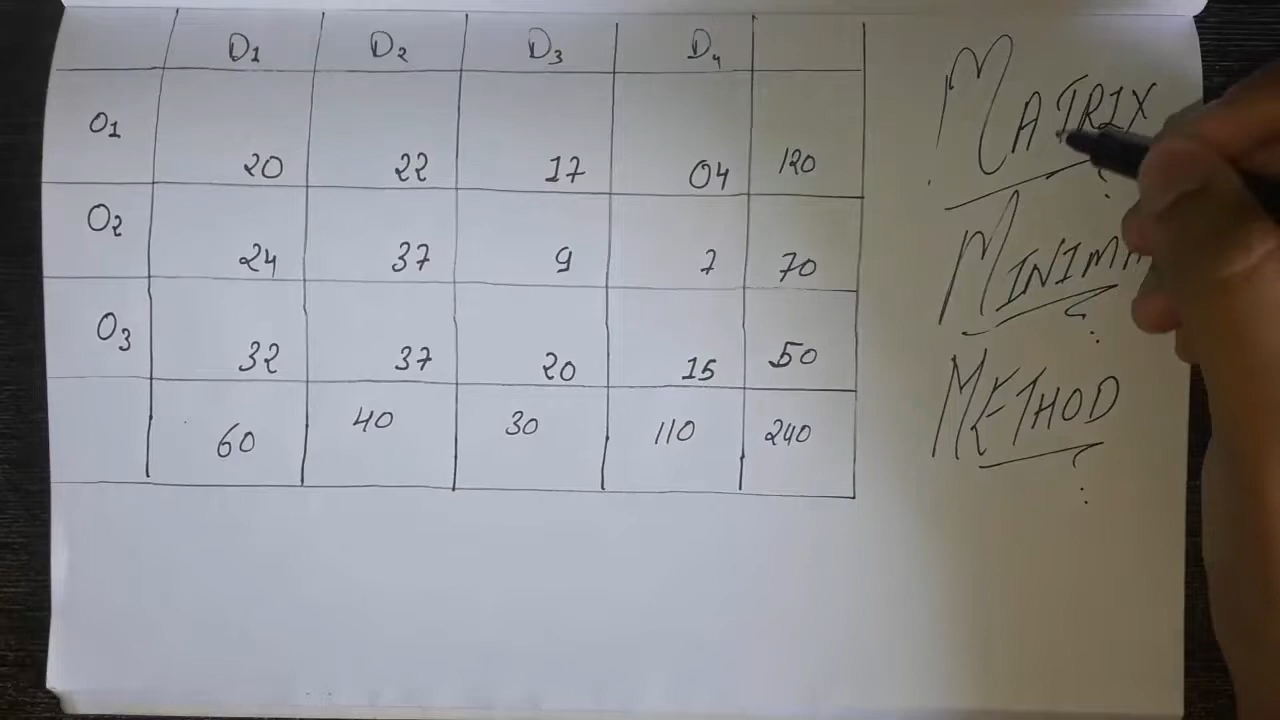 D1 D2 D3 D4
O1 20 22 17 04 120
O2 24 37 9 7 70
O3 32 37 20 15 50
60 40 30 110 240
MATRIX
METHOD